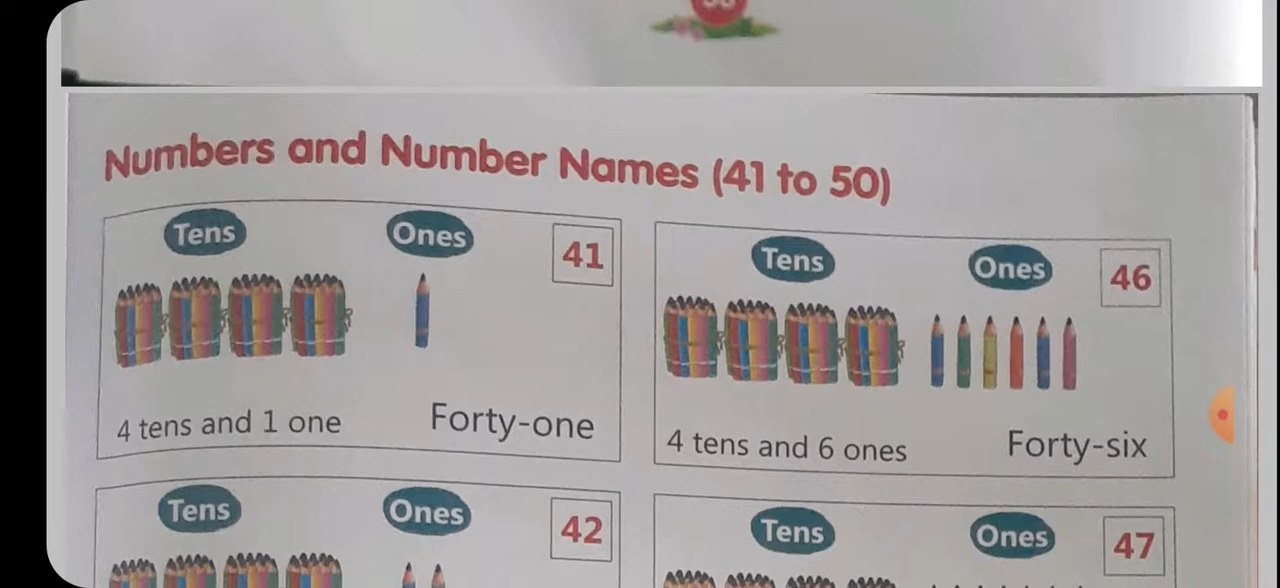 Numbers and Number Names (41 to 50)
Tens Ones 41
4 tens and 1 one Forty-one
Tens Ones 46
4 tens and 6 ones Forty-six
Tens Ones 42
Tens Ones 47